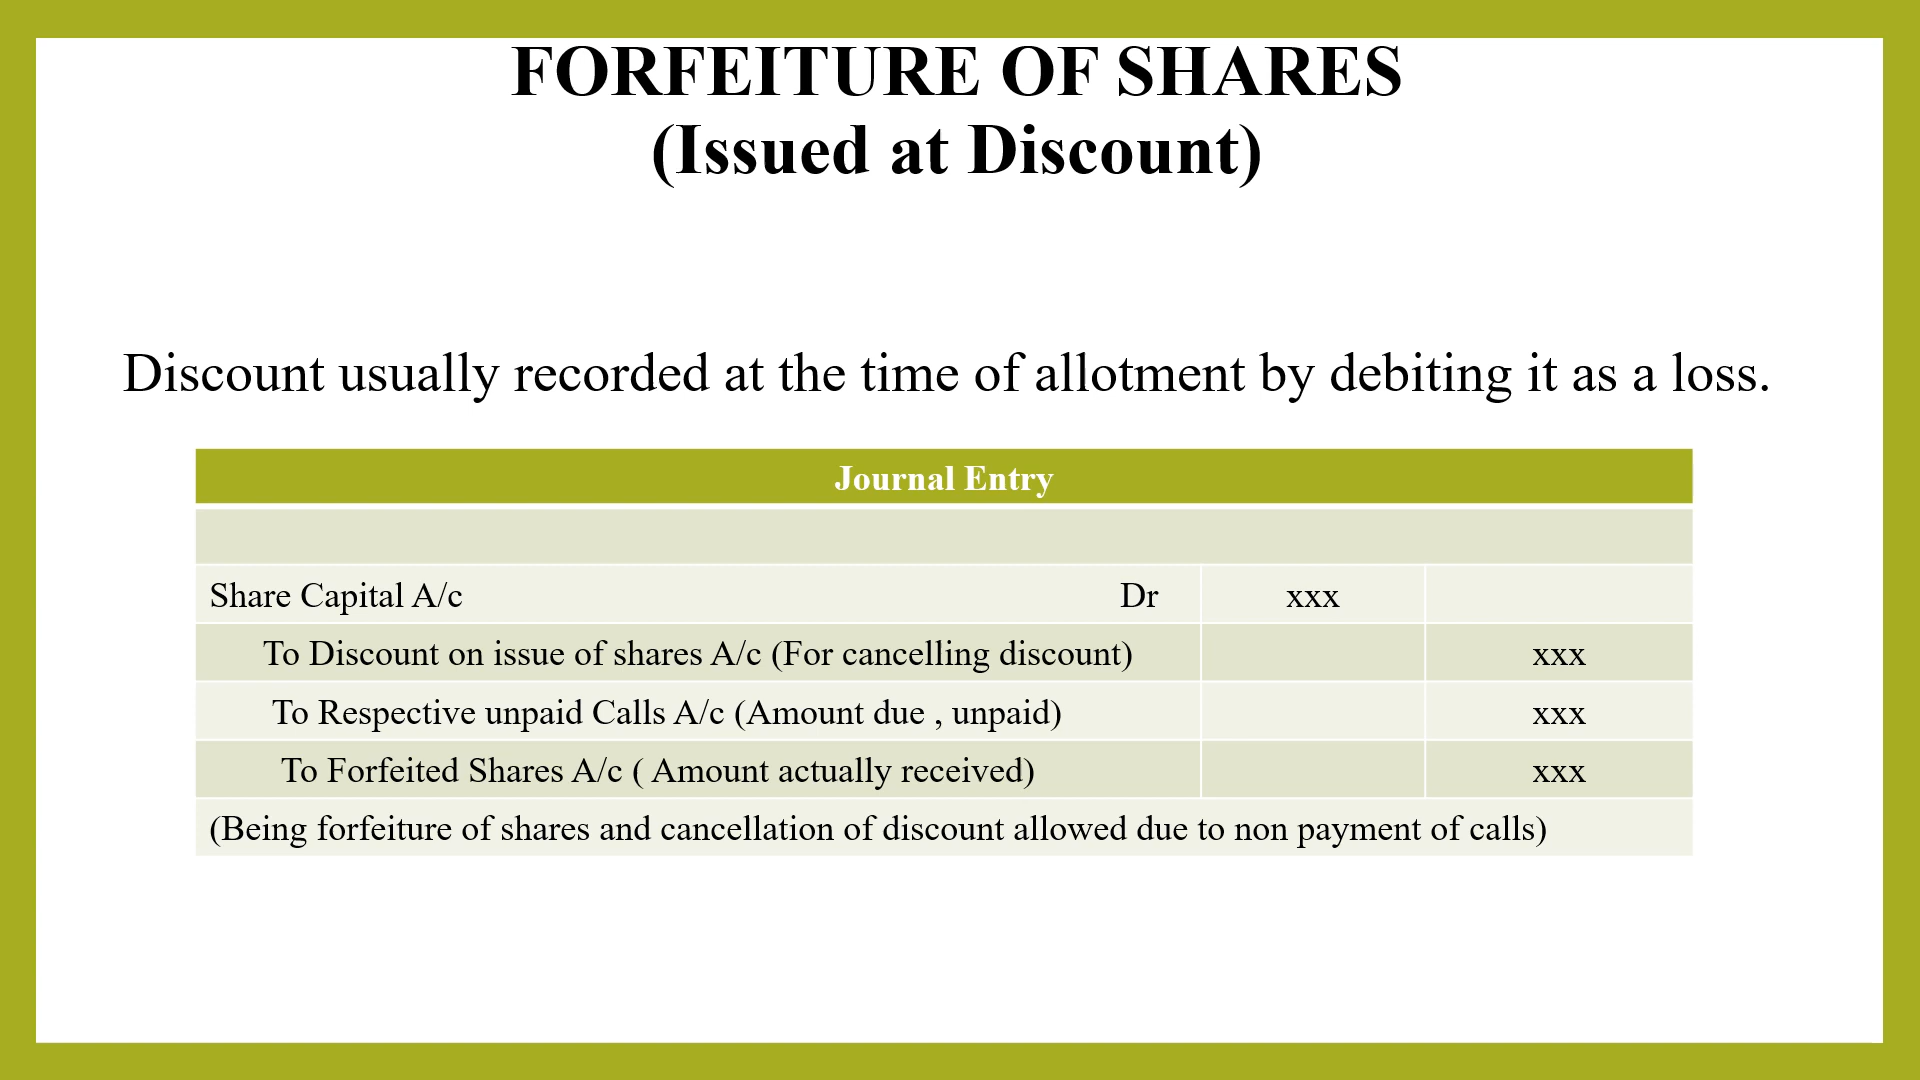 FORFEITURE OF SHARES
(Issued at Discount)
Discount usually recorded at the time of allotment by debiting it as a loss.
Journal Entry
Share Capital A/c Dr xxx
To Discount on issue of shares A/c (For cancelling discount) xxx
To Respective unpaid Calls A/c (Amount due , unpaid) xxx
To Forfeited Shares A/c ( Amount actually received) xxx
(Being forfeiture of shares and cancellation of discount allowed due to non payment of calls)